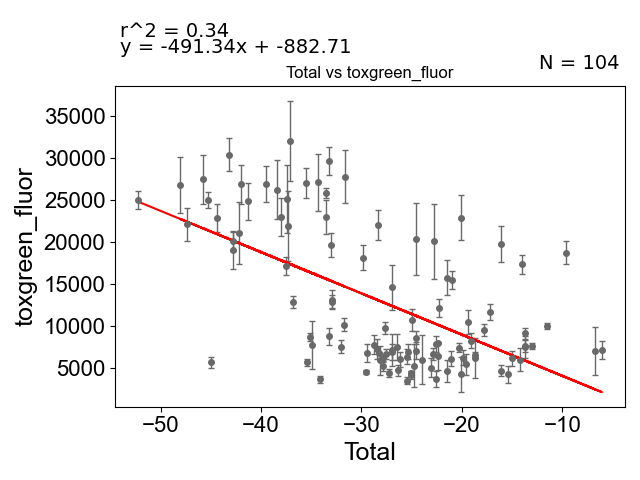 r^2 = 0.34
y = -491.34x + -882.71
N = 104
Total vs toxgreen_fluor
35000
30000
25000
20000
15000
10000
5000
toxgreen_fluor
−50 −40 −30 −20 −10
Total